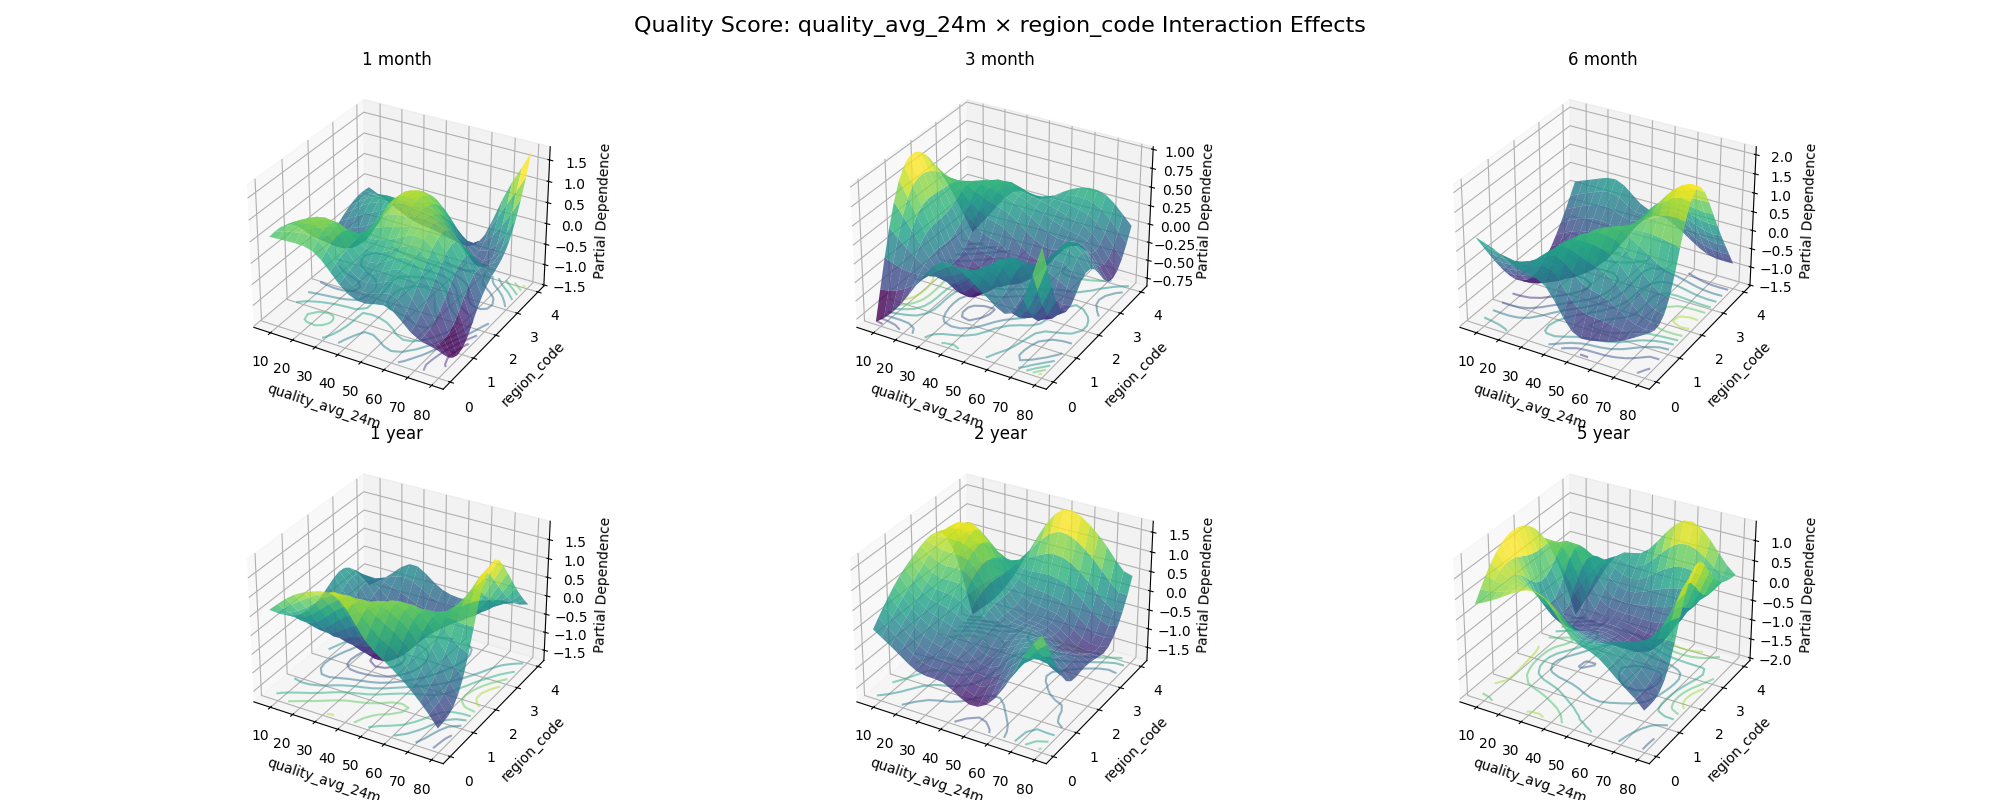 Quality Score: quality_avg_24m × region_code Interaction Effects
1 month
3 month
6 month
1.5
1.0
0.5
0.0
−0.5
−1.0
−1.5
Partial Dependence
4
3
2
1
0
region_code
10 20 30 40 50 60 70 80
quality_avg_24m
1.00
0.75
0.50
0.25
0.00
−0.25
−0.50
−0.75
Partial Dependence
4
3
2
1
0
region_code
10 20 30 40 50 60 70 80
quality_avg_24m
2.0
1.5
1.0
0.5
0.0
−0.5
−1.0
−1.5
Partial Dependence
4
3
2
1
0
region_code
10 20 30 40 50 60 70 80
quality_avg_24m
1 year
2 year
5 year
1.5
1.0
0.5
0.0
−0.5
−1.0
−1.5
Partial Dependence
4
3
2
1
0
region_code
10 20 30 40 50 60 70 80
quality_avg_24m
1.5
1.0
0.5
0.0
−0.5
−1.0
−1.5
Partial Dependence
4
3
2
1
0
region_code
10 20 30 40 50 60 70 80
quality_avg_24m
1.0
0.5
0.0
−0.5
−1.0
−1.5
−2.0
Partial Dependence
4
3
2
1
0
region_code
10 20 30 40 50 60 70 80
quality_avg_24m